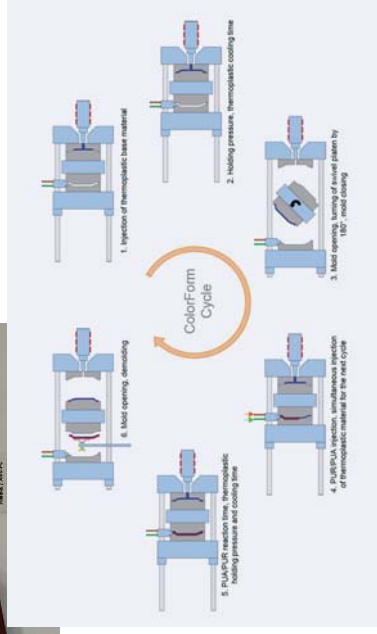 1. Injection of thermoplastic base material
2. Holding pressure, thermoplastic cooling time
3. Mold opening, turning of swivel platen by
180°, mold closing
4. PUR/PUA injection, simultaneous injection
of thermoplastic material for the next cycle
5. PUA/PUR reaction time, thermoplastic
holding pressure and cooling time
6. Mold opening, demolding
ColorForm
Cycle